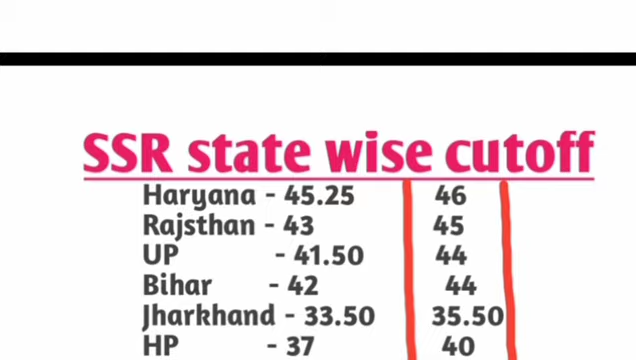 SSR state wise cutoff
Haryana - 45.25 46
Rajsthan - 43 45
UP - 41.50 44
Bihar - 42 44
Jharkhand - 33.50 35.50
HP - 37 40